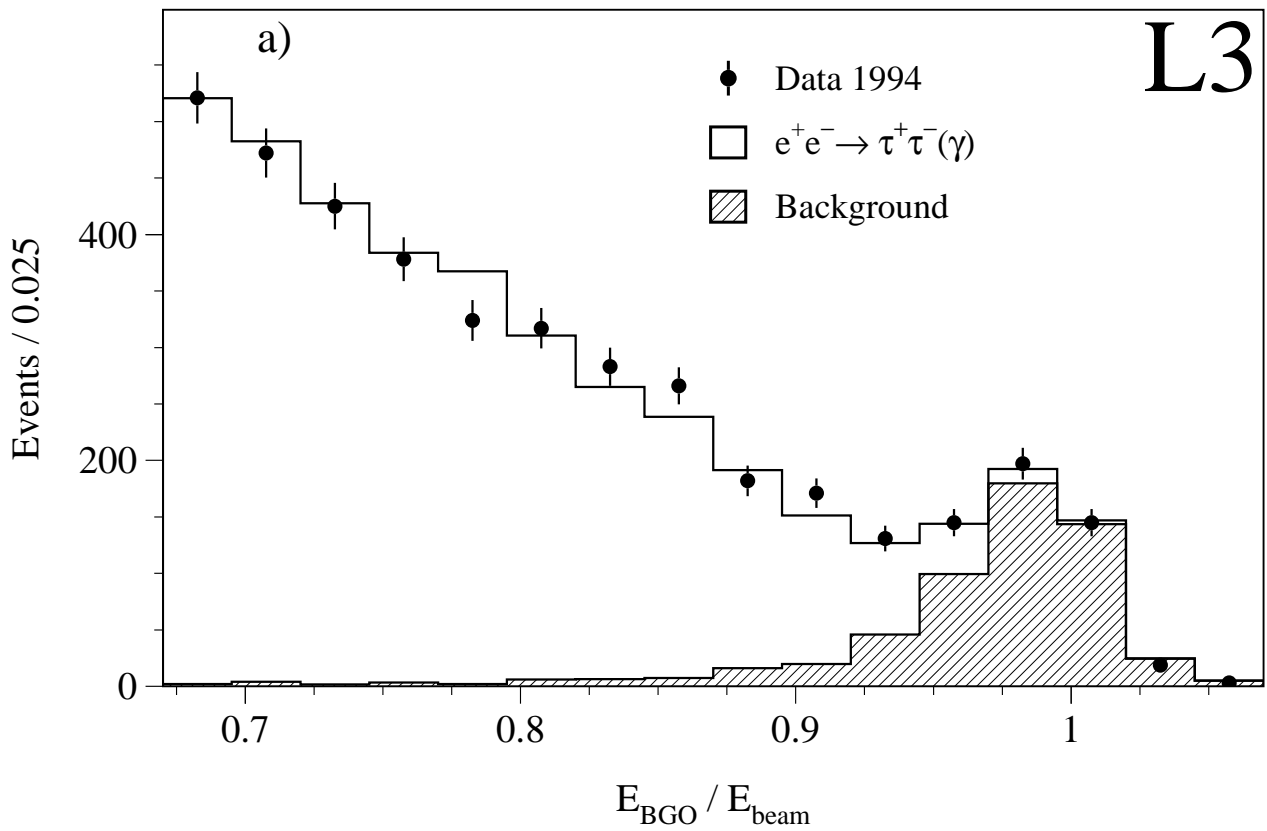 a)
L3
Data 1994
e⁺e⁻→ τ⁺τ⁻(γ)
Background
Events / 0.025
400
200
0
0.7 0.8 0.9 1
E_BGO / E_beam